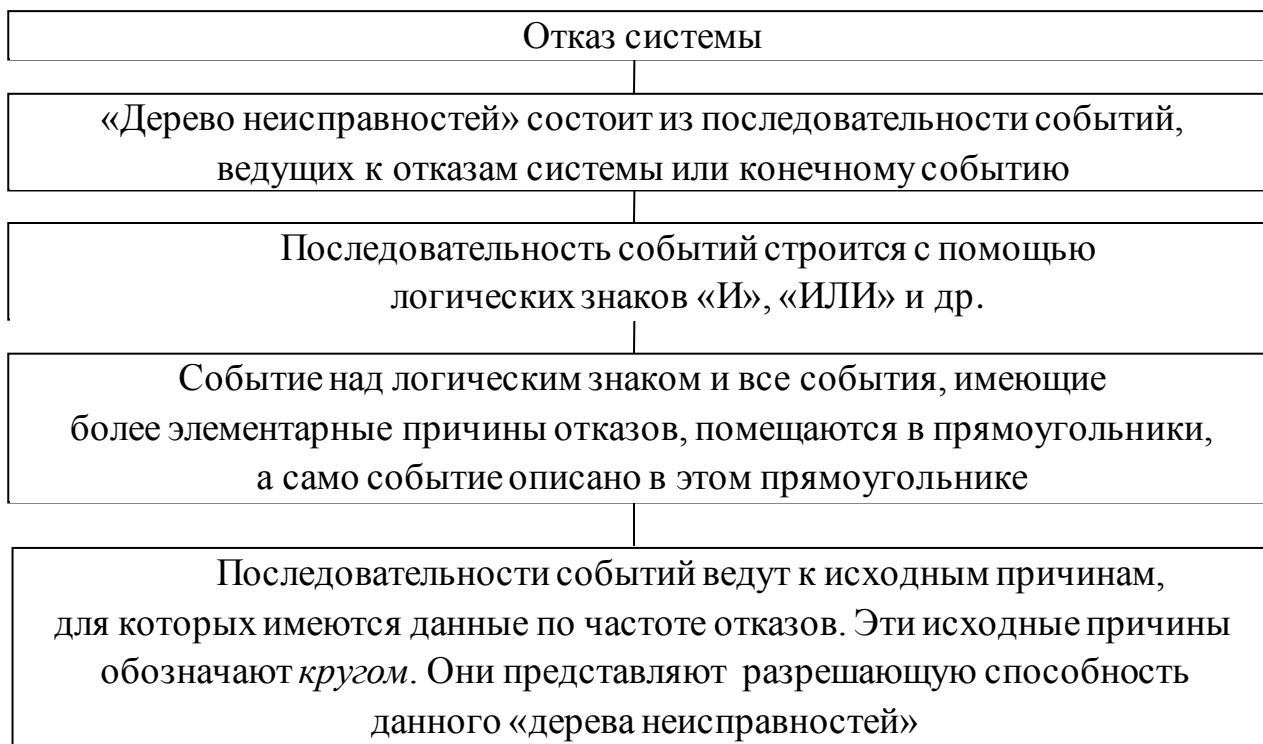 Отказ системы
«Дерево неисправностей» состоит из последовательности событий,
ведущих к отказам системы или конечному событию
Последовательность событий строится с помощью
логических знаков «И», «ИЛИ» и др.
Событие над логическим знаком и все события, имеющие
более элементарные причины отказов, помещаются в прямоугольники,
а само событие описано в этом прямоугольнике
Последовательности событий ведут к исходным причинам,
для которых имеются данные по частоте отказов. Эти исходные причины
обозначают кругом. Они представляют разрешающую способность
данного «дерева неисправностей»